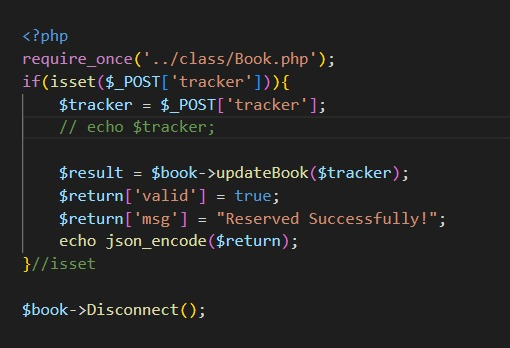 <?php
require_once('../class/Book.php');
if(isset($_POST['tracker'])){
    $tracker = $_POST['tracker'];
    // echo $tracker;

    $result = $book->updateBook($tracker);
    $return['valid'] = true;
    $return['msg'] = "Reserved Successfully!";
    echo json_encode($return);
}//isset

$book->Disconnect();